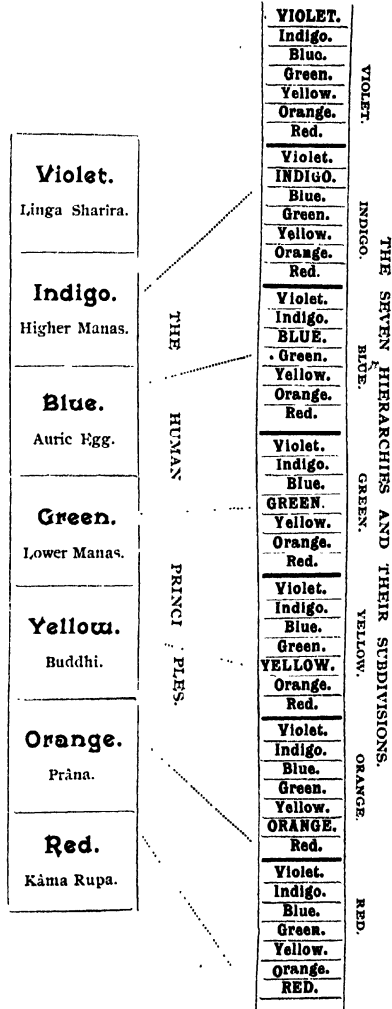 Violet.
Linga Sharira.
Indigo.
Higher Manas.
Blue.
Auric Egg.
Green.
Lower Manas.
Yellow.
Buddhi.
Orange.
Prâna.
Red.
Kâma Rupa.
THE HUMAN PRINCIPLES.
VIOLET.
Indigo.
Blue.
Green.
Yellow.
Orange.
Red.
Violet.
INDIGO.
Blue.
Green.
Yellow.
Orange.
Red.
Violet.
Indigo.
BLUE.
Green.
Yellow.
Orange.
Red.
Violet.
Indigo.
Blue.
GREEN.
Yellow.
Orange.
Red.
Violet.
Indigo.
Blue.
Green.
YELLOW.
Orange.
Red.
Violet.
Indigo.
Blue.
Green.
Yellow.
ORANGE.
Red.
Violet.
Indigo.
Blue.
Green.
Yellow.
Orange.
RED.
VIOLET.
INDIGO.
BLUE.
GREEN.
YELLOW.
ORANGE.
RED.
THE SEVEN HIERARCHIES AND THEIR SUBDIVISIONS.